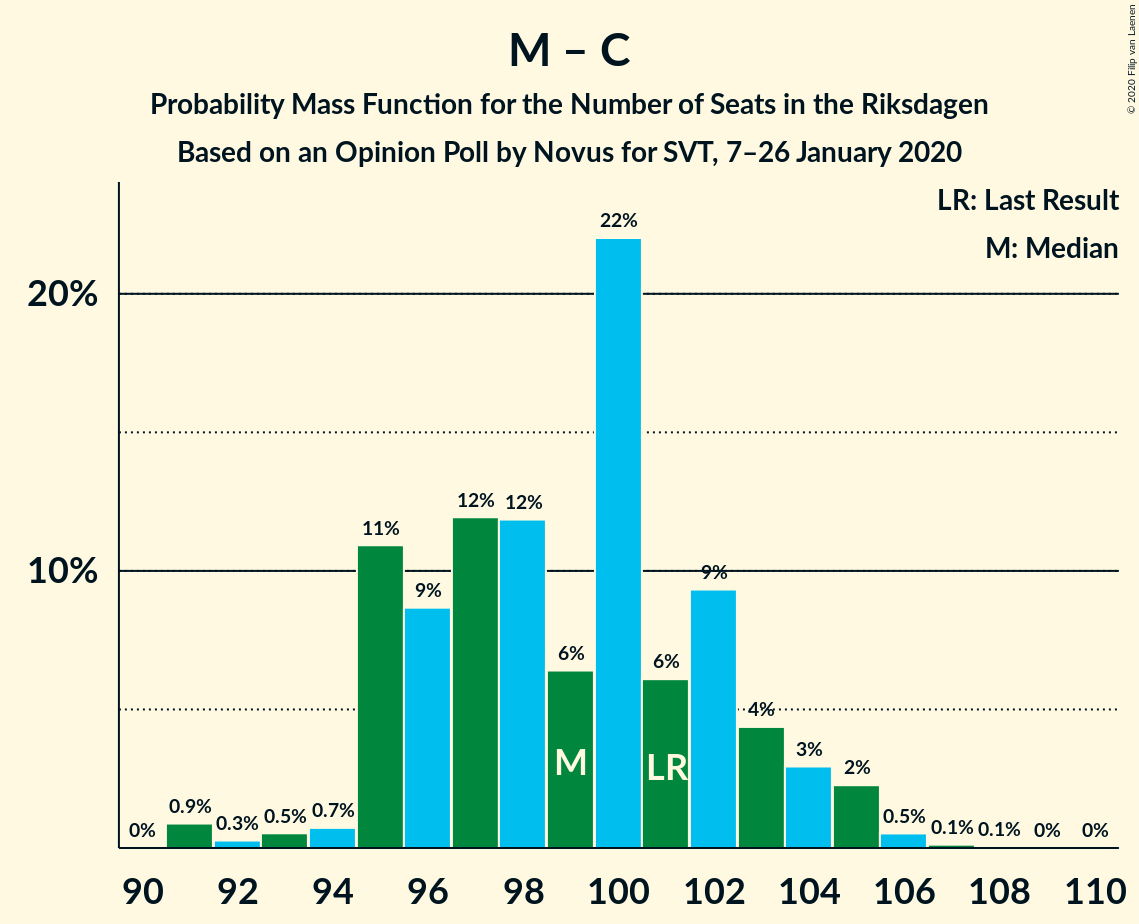 © 2020 Filip van Laenen
M – C
Probability Mass Function for the Number of Seats in the Riksdagen
Based on an Opinion Poll by Novus for SVT, 7–26 January 2020
LR: Last Result
M: Median
20%
10%
0% 0.9% 0.3% 0.5% 0.7% 11% 9% 12% 12% 6% 22% 6% 9% 4% 3% 2% 0.5% 0.1% 0.1% 0% 0%
M LR
90 92 94 96 98 100 102 104 106 108 110